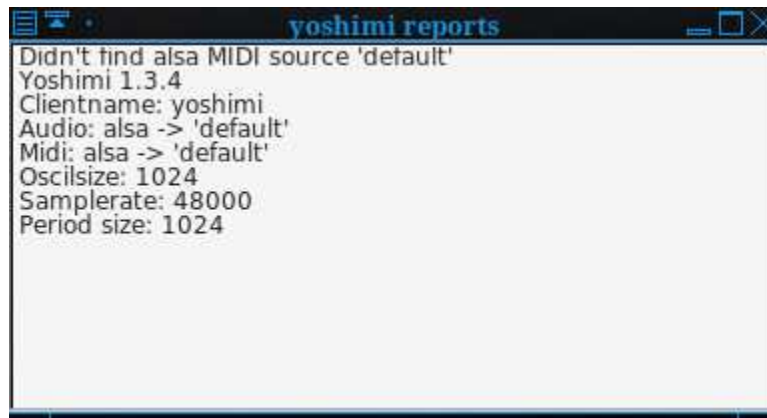 yoshimi reports
Didn't find alsa MIDI source 'default'
Yoshimi 1.3.4
Clientname: yoshimi
Audio: alsa -> 'default'
Midi: alsa -> 'default'
Oscilsize: 1024
Samplerate: 48000
Period size: 1024